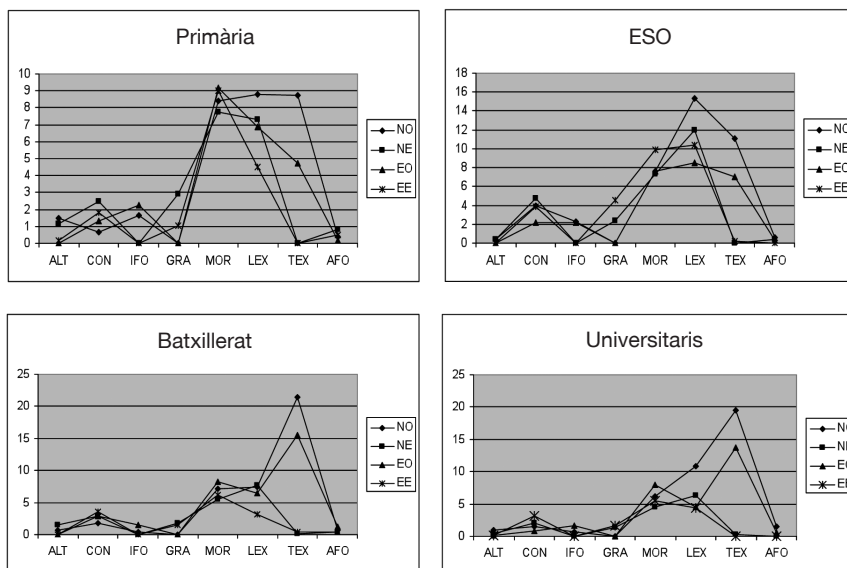 Primària
10
9
8
7
6
5
4
3
2
1
0
ALT CON IFO GRA MOR LEX TEX AFO
NO
NE
EO
EE
ESO
18
16
14
12
10
8
6
4
2
0
ALT CON IFO GRA MOR LEX TEX AFO
NO
NE
EO
EE
Batxillerat
25
20
15
10
5
0
ALT CON IFO GRA MOR LEX TEX AFO
NO
NE
EO
EE
Universitaris
25
20
15
10
5
0
ALT CON IFO GRA MOR LEX TEX AFO
NO
NE
EO
EE